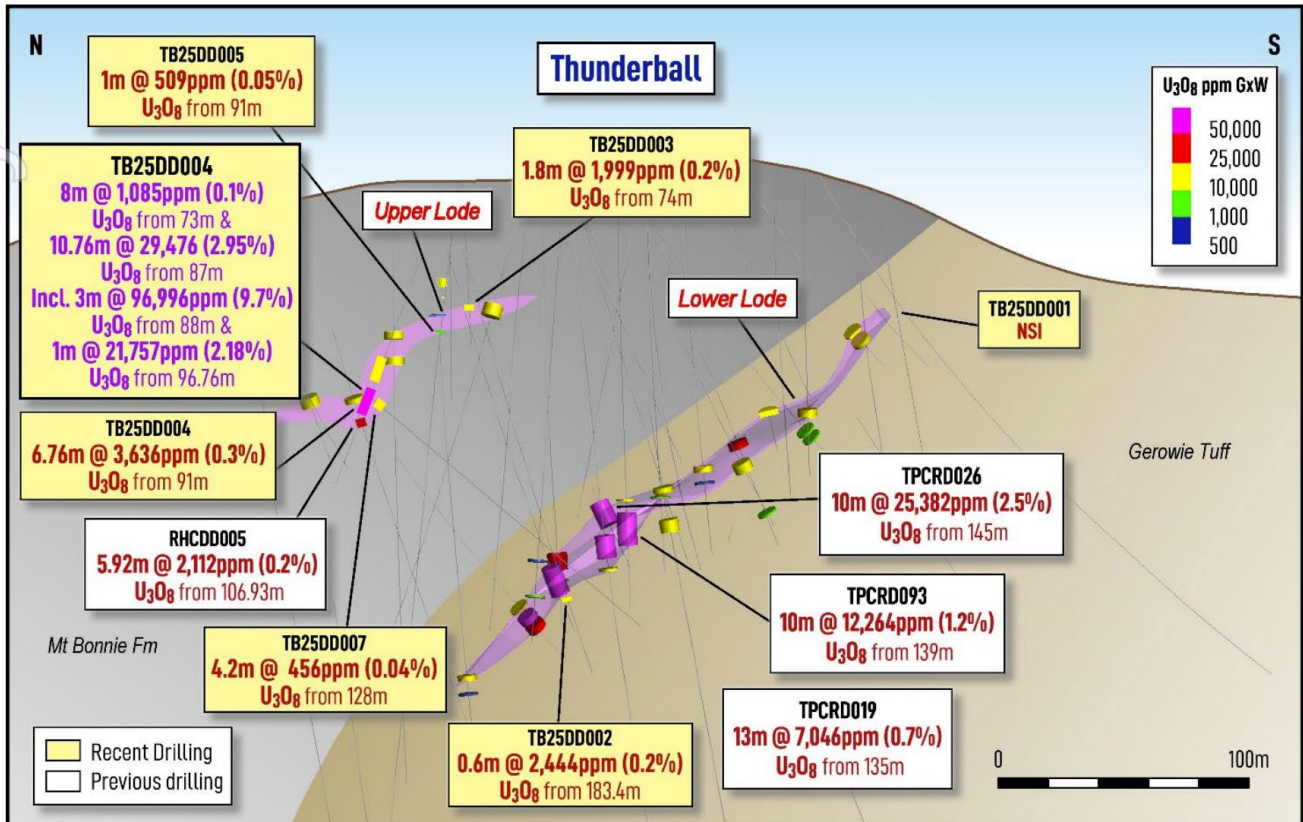 N
Thunderball
S
TB25DD005
1m @ 509ppm (0.05%)
U₃O₈ from 91m
U₃O₈ ppm GxW
50,000
25,000
10,000
1,000
500
TB25DD003
1.8m @ 1,999ppm (0.2%)
U₃O₈ from 74m
TB25DD004
8m @ 1,085ppm (0.1%)
U₃O₈ from 73m &
10.76m @ 29,476 (2.95%)
U₃O₈ from 87m
Incl. 3m @ 96,996ppm (9.7%)
U₃O₈ from 88m &
1m @ 21,757ppm (2.18%)
U₃O₈ from 96.76m
Upper Lode
Lower Lode
TB25DD001
NSI
TB25DD004
6.76m @ 3,636ppm (0.3%)
U₃O₈ from 91m
Gerowie Tuff
TPCRD026
10m @ 25,382ppm (2.5%)
U₃O₈ from 145m
RHCDD005
5.92m @ 2,112ppm (0.2%)
U₃O₈ from 106.93m
TPCRD093
10m @ 12,264ppm (1.2%)
U₃O₈ from 139m
Mt Bonnie Fm
TB25DD007
4.2m @ 456ppm (0.04%)
U₃O₈ from 128m
TPCRD019
13m @ 7,046ppm (0.7%)
U₃O₈ from 135m
TB25DD002
0.6m @ 2,444ppm (0.2%)
U₃O₈ from 183.4m
Recent Drilling
Previous drilling
0
100m